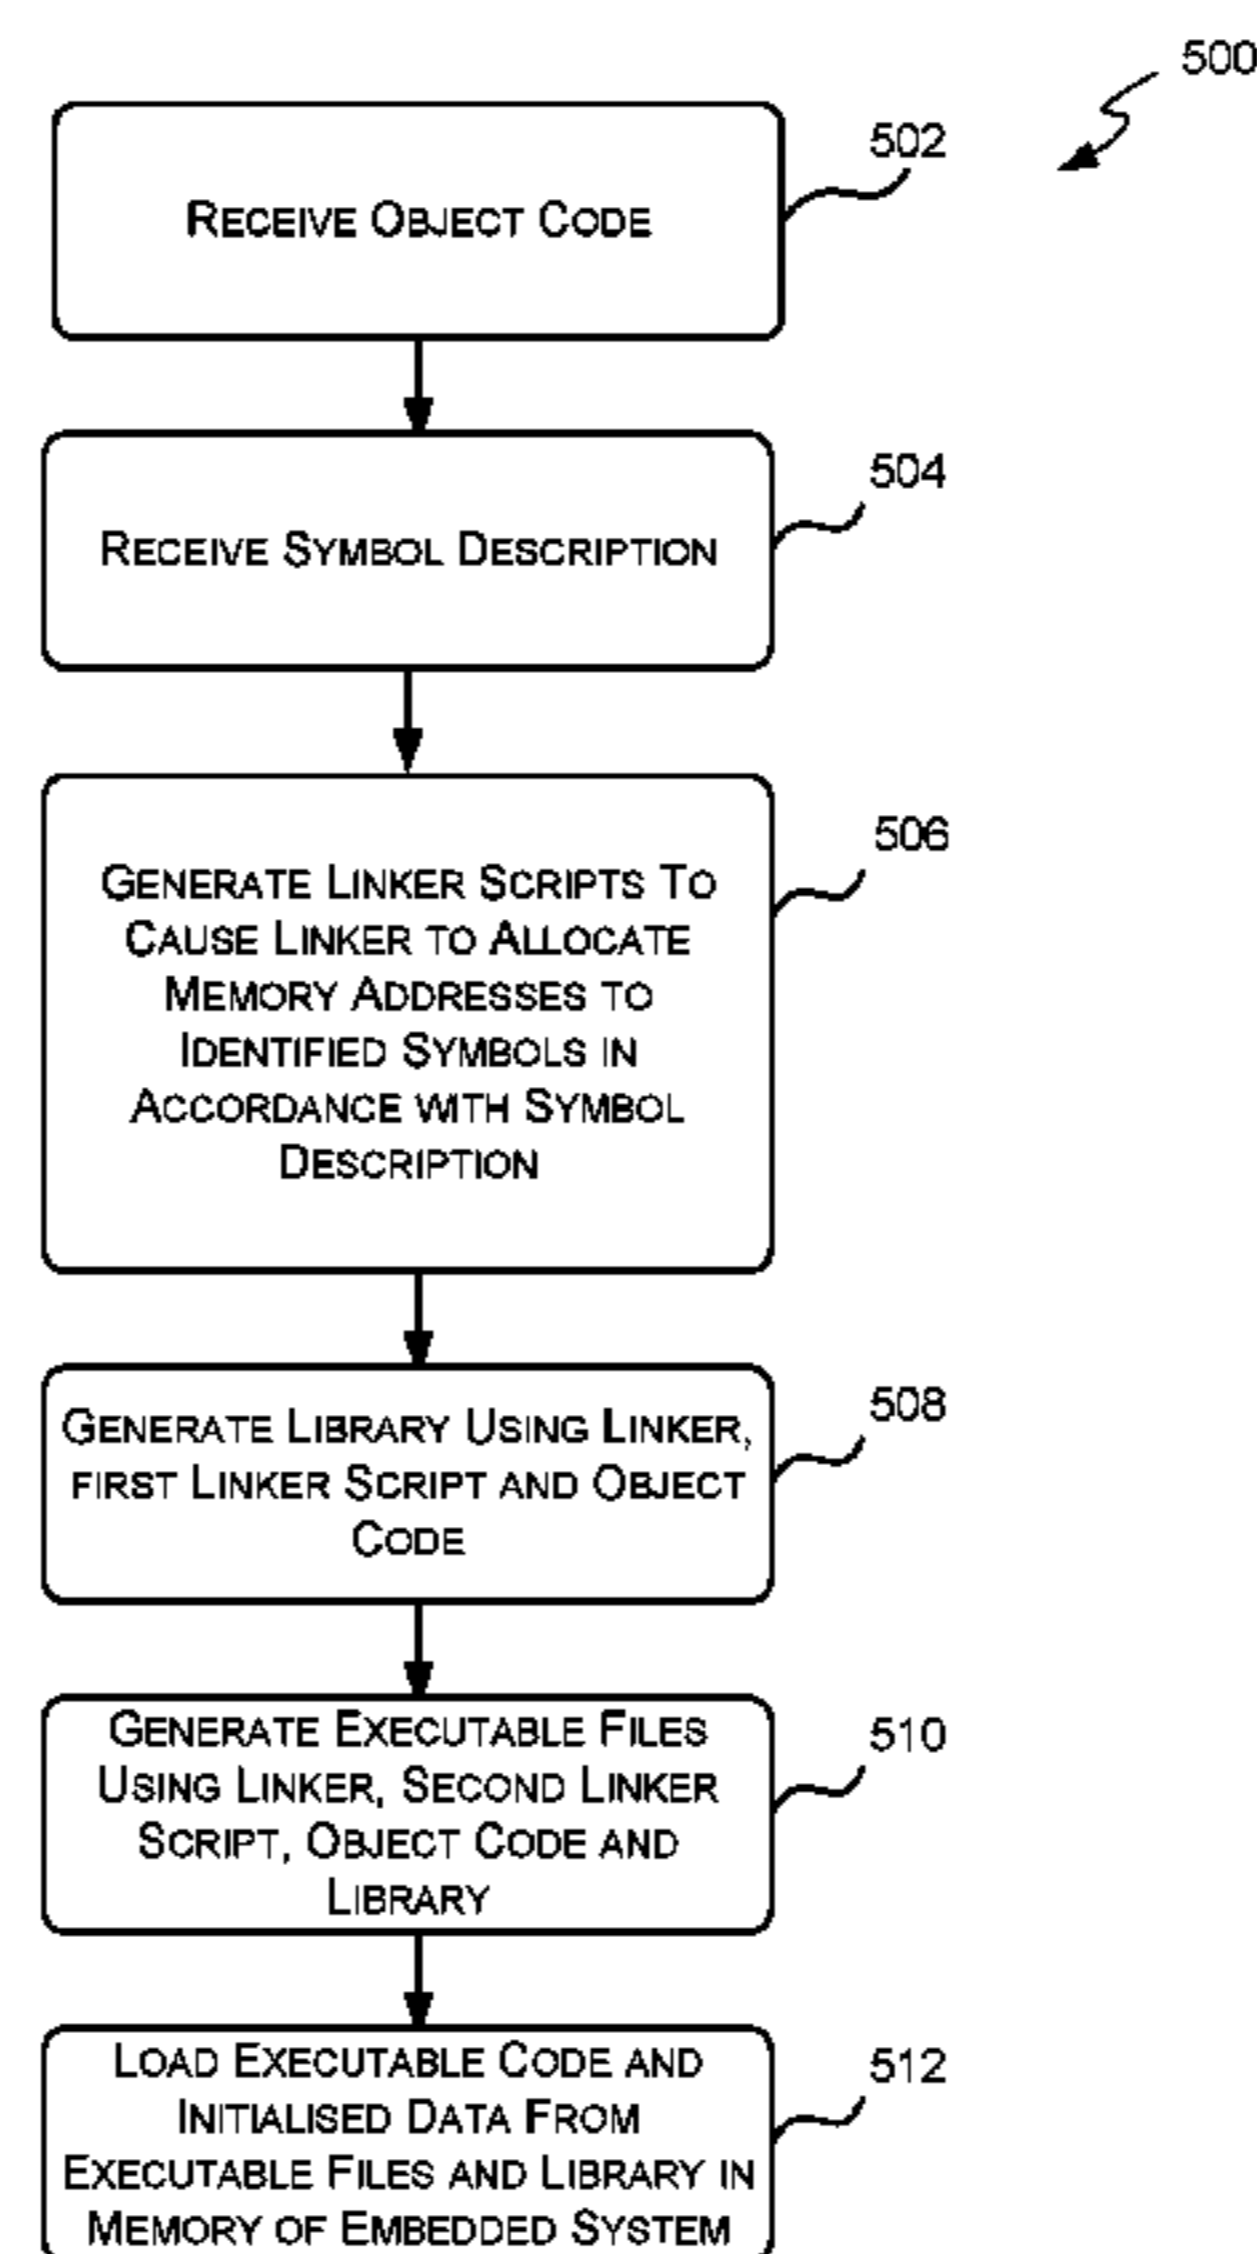 500
502
RECEIVE OBJECT CODE
504
RECEIVE SYMBOL DESCRIPTION
506
GENERATE LINKER SCRIPTS TO
CAUSE LINKER TO ALLOCATE
MEMORY ADDRESSES TO
IDENTIFIED SYMBOLS IN
ACCORDANCE WITH SYMBOL
DESCRIPTION
508
GENERATE LIBRARY USING LINKER,
FIRST LINKER SCRIPT AND OBJECT
CODE
510
GENERATE EXECUTABLE FILES
USING LINKER, SECOND LINKER
SCRIPT, OBJECT CODE AND
LIBRARY
512
LOAD EXECUTABLE CODE AND
INITIALISED DATA FROM
EXECUTABLE FILES AND LIBRARY IN
MEMORY OF EMBEDDED SYSTEM